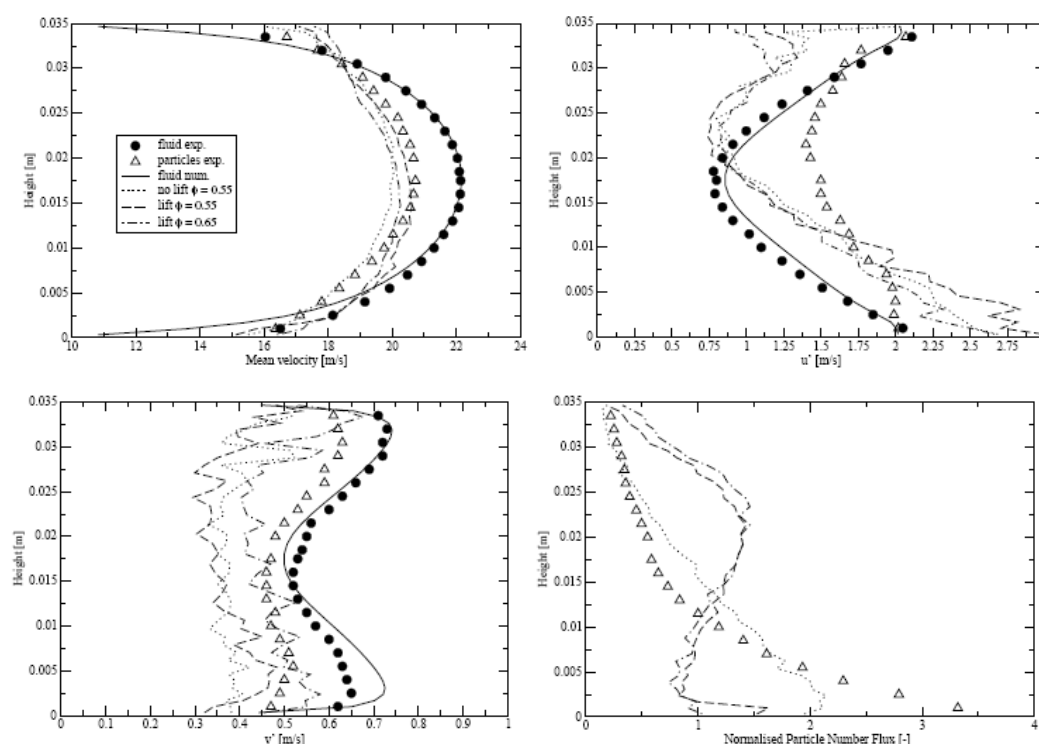 0.035
0.03
0.025
0.02
0.015
0.01
0.005
0
Height [m]
fluid exp.
particles exp.
fluid num.
no lift ϕ = 0.55
lift ϕ = 0.55
lift ϕ = 0.65
10 12 14 16 18 20 22 24
Mean velocity [m/s]
0.035
0.03
0.025
0.02
0.015
0.01
0.005
0
Height [m]
0 0.25 0.5 0.75 1 1.25 1.5 1.75 2 2.25 2.5 2.75
u' [m/s]
0.035
0.03
0.025
0.02
0.015
0.01
0.005
0
Height [m]
0 0.1 0.2 0.3 0.4 0.5 0.6 0.7 0.8 0.9 1
v' [m/s]
0.035
0.03
0.025
0.02
0.015
0.01
0.005
0
Height [m]
0 1 2 3 4
Normalised Particle Number Flux [-]